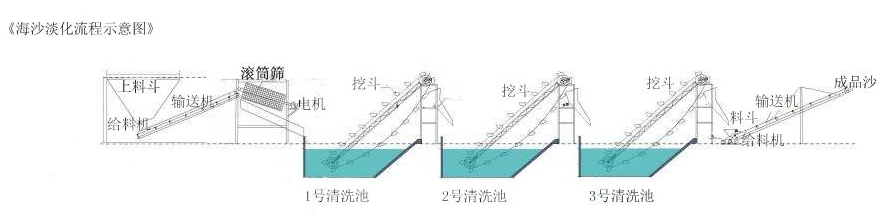 《海沙淡化流程示意图》
上料斗
给料机
输送机
滚筒筛
电机
挖斗
挖斗
挖斗
料斗
给料机
输送机
成品沙
1号清洗池
2号清洗池
3号清洗池